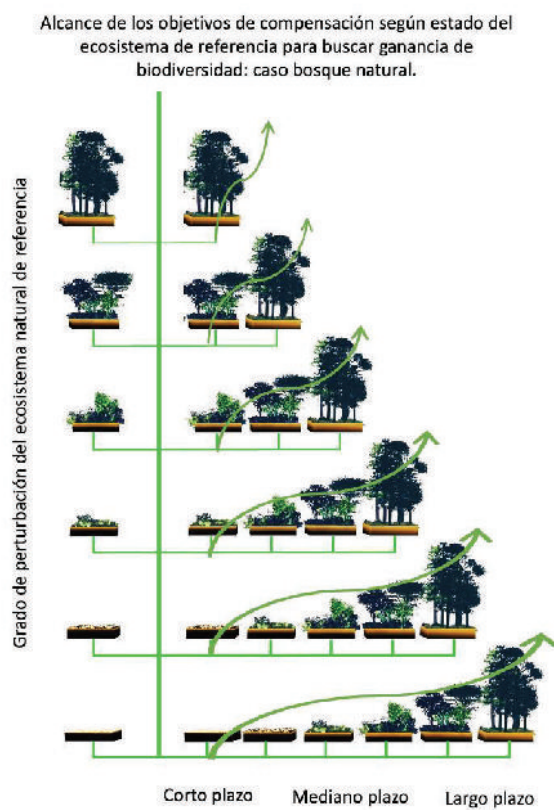 Alcance de los objetivos de compensación según estado del
ecosistema de referencia para buscar ganancia de
biodiversidad: caso bosque natural.
Grado de perturbación del ecosistema natural de referencia
Corto plazo
Mediano plazo
Largo plazo